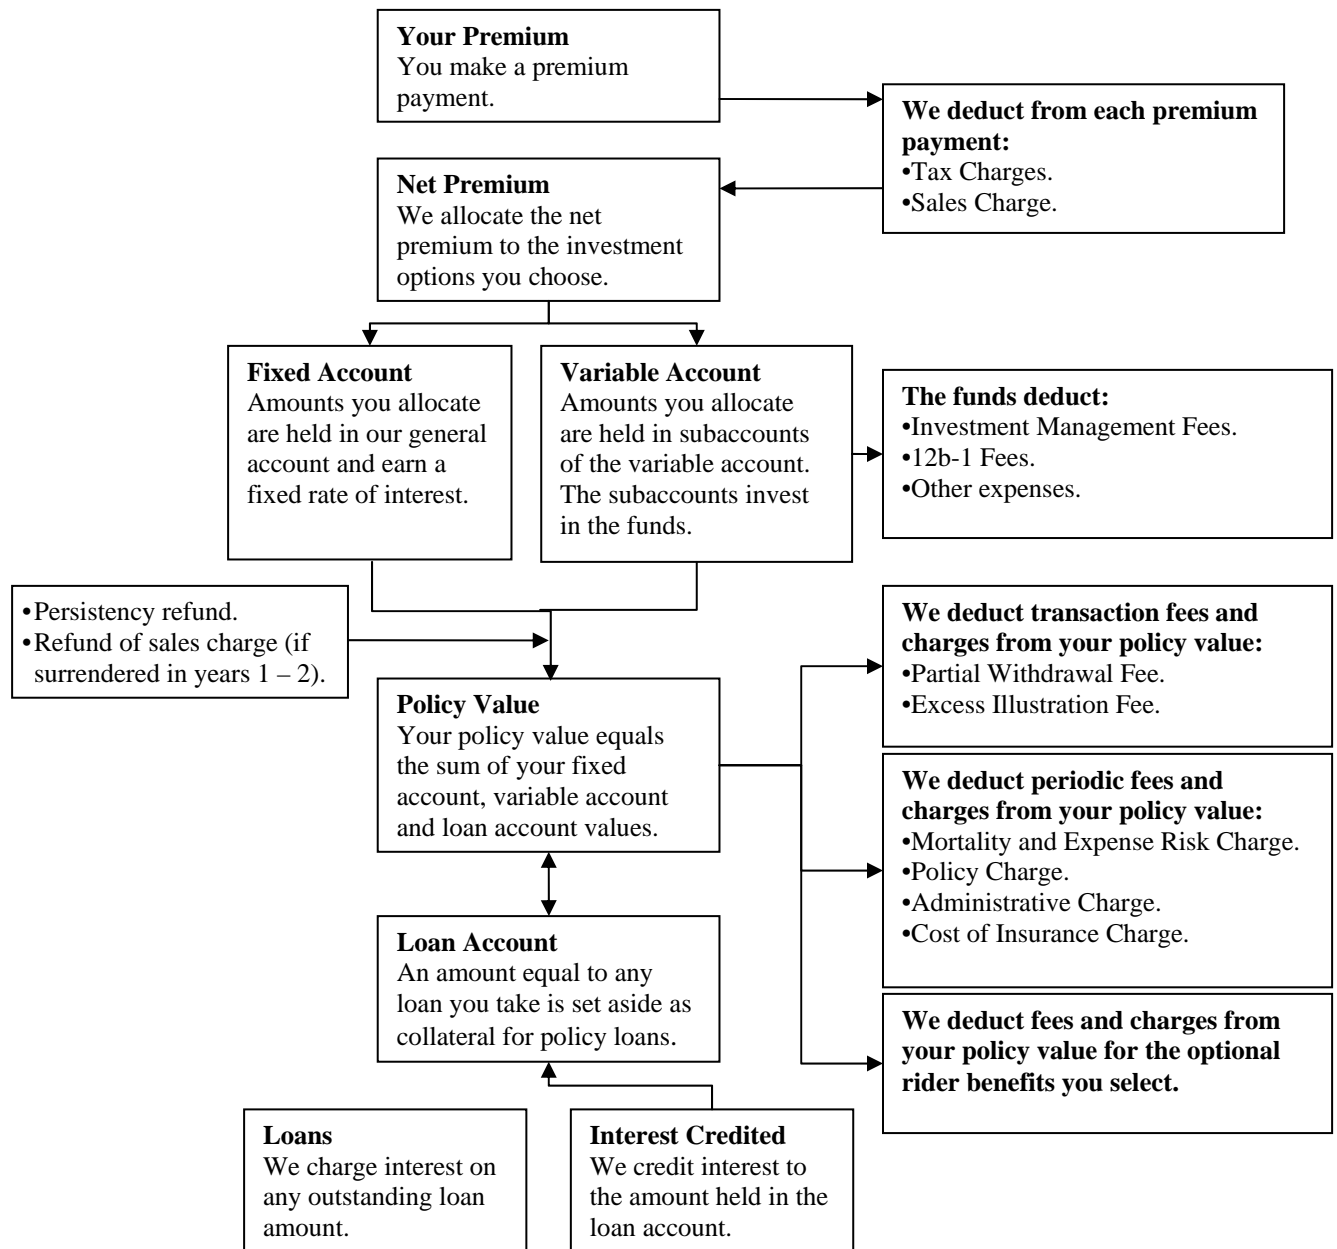 Your Premium
You make a premium
payment.
We deduct from each premium
payment:
•Tax Charges.
•Sales Charge.
Net Premium
We allocate the net
premium to the investment
options you choose.
Fixed Account
Amounts you allocate
are held in our general
account and earn a
fixed rate of interest.
Variable Account
Amounts you allocate
are held in subaccounts
of the variable account.
The subaccounts invest
in the funds.
The funds deduct:
•Investment Management Fees.
•12b-1 Fees.
•Other expenses.
•Persistency refund.
•Refund of sales charge (if
surrendered in years 1 – 2).
We deduct transaction fees and
charges from your policy value:
•Partial Withdrawal Fee.
•Excess Illustration Fee.
Policy Value
Your policy value equals
the sum of your fixed
account, variable account
and loan account values.
We deduct periodic fees and
charges from your policy value:
•Mortality and Expense Risk Charge.
•Policy Charge.
•Administrative Charge.
•Cost of Insurance Charge.
Loan Account
An amount equal to any
loan you take is set aside as
collateral for policy loans.
We deduct fees and charges from
your policy value for the optional
rider benefits you select.
Loans
We charge interest on
any outstanding loan
amount.
Interest Credited
We credit interest to
the amount held in the
loan account.